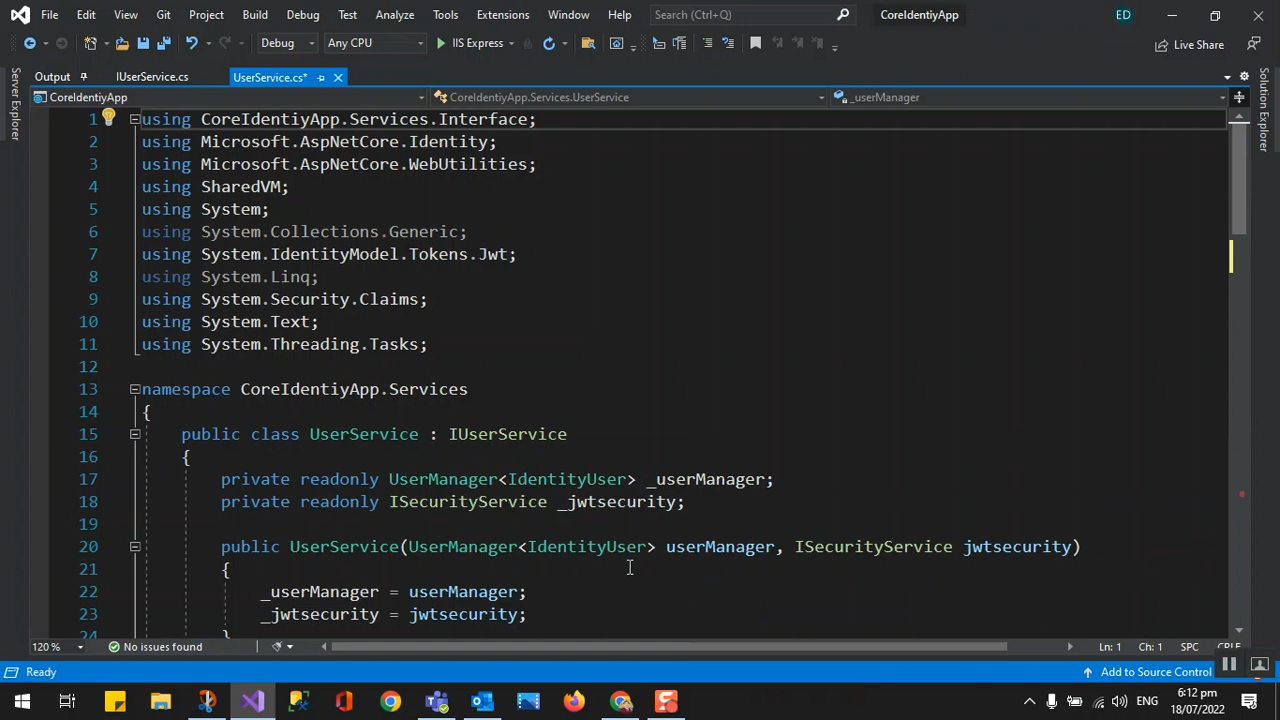 File Edit View Git Project Build Debug Test Analyze Tools Extensions Window Help Search (Ctrl+Q) CoreIdentiyApp ED
Debug Any CPU IIS Express Live Share
Output IUserService.cs UserService.cs*
CoreIdentiyApp CoreIdentiyApp.Services.UserService _userManager
Server Explorer
Solution Explorer
1 using CoreIdentiyApp.Services.Interface;
2 using Microsoft.AspNetCore.Identity;
3 using Microsoft.AspNetCore.WebUtilities;
4 using SharedVM;
5 using System;
6 using System.Collections.Generic;
7 using System.IdentityModel.Tokens.Jwt;
8 using System.Linq;
9 using System.Security.Claims;
10 using System.Text;
11 using System.Threading.Tasks;
12
13 namespace CoreIdentiyApp.Services
14 {
15 public class UserService : IUserService
16 {
17 private readonly UserManager<IdentityUser> _userManager;
18 private readonly ISecurityService _jwtsecurity;
19
20 public UserService(UserManager<IdentityUser> userManager, ISecurityService jwtsecurity)
21 {
22 _userManager = userManager;
23 _jwtsecurity = jwtsecurity;
24 }
120 % No issues found Ln: 1 Ch: 1 SPC CRLF
Ready Add to Source Control
ENG 6:12 pm
18/07/2022